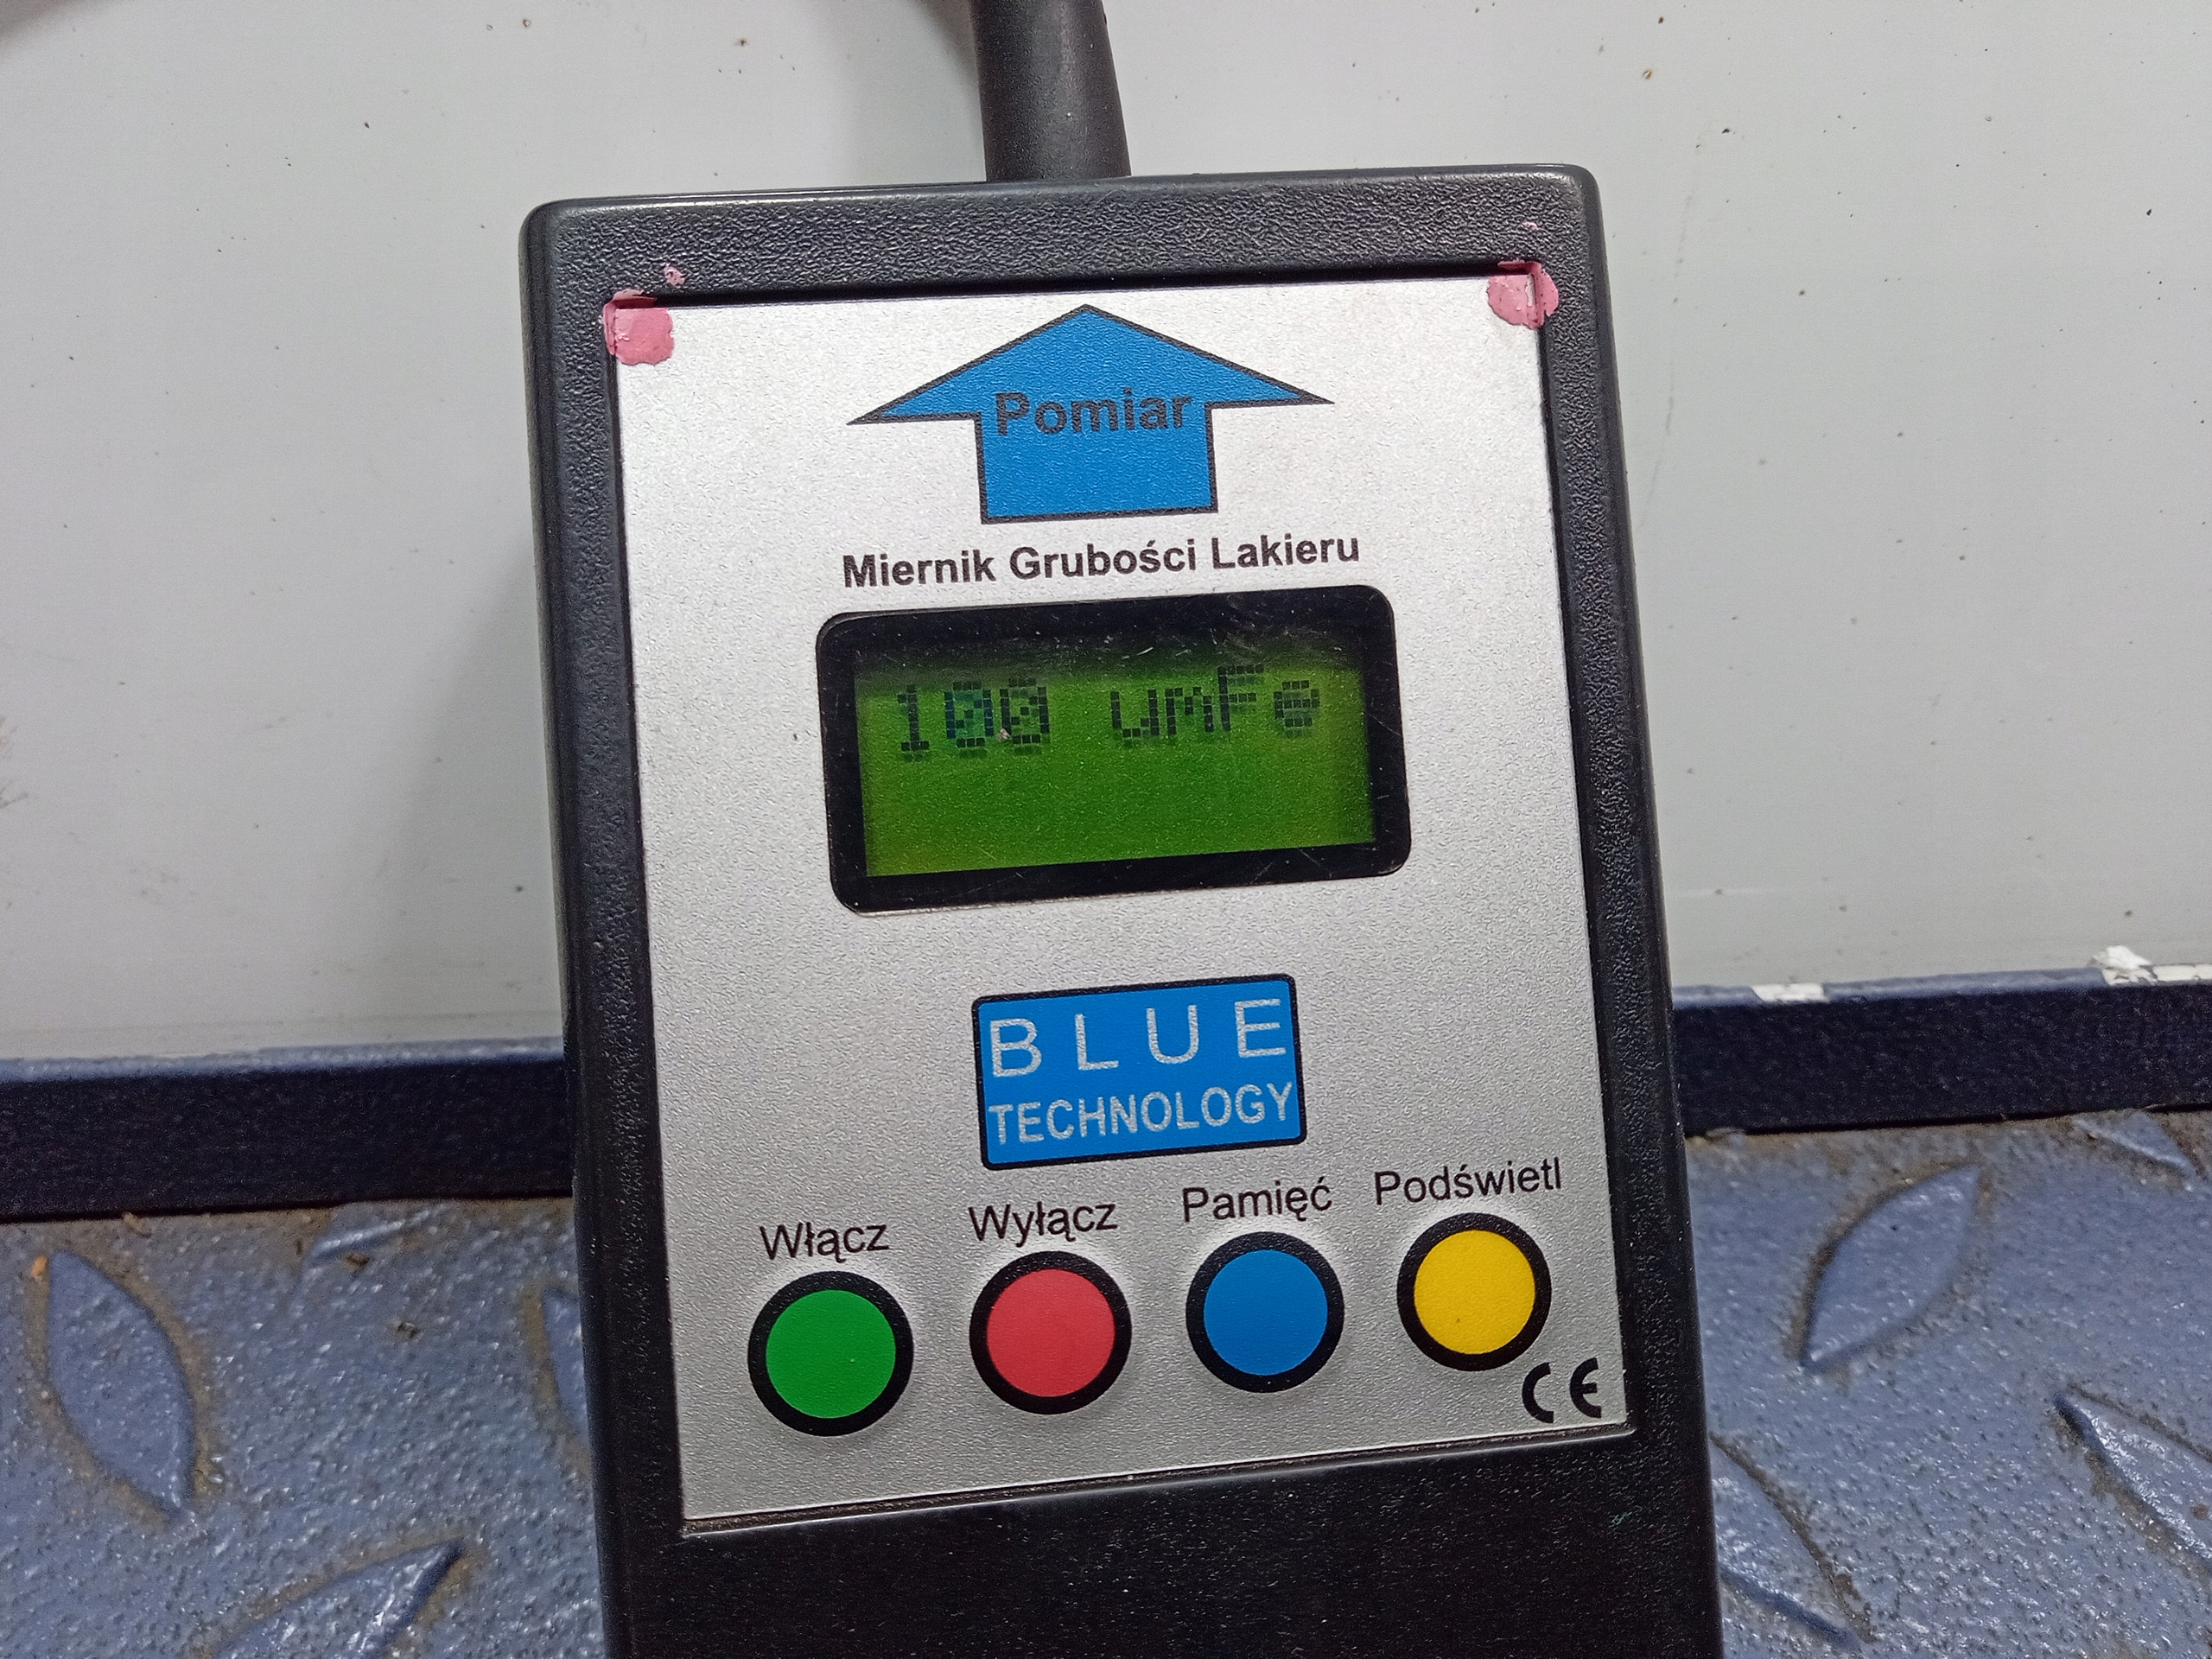 Pomiar
Miernik Grubości Lakieru
100 umFe
BLUE
TECHNOLOGY
Włącz Wyłącz Pamięć Podświetl
CE